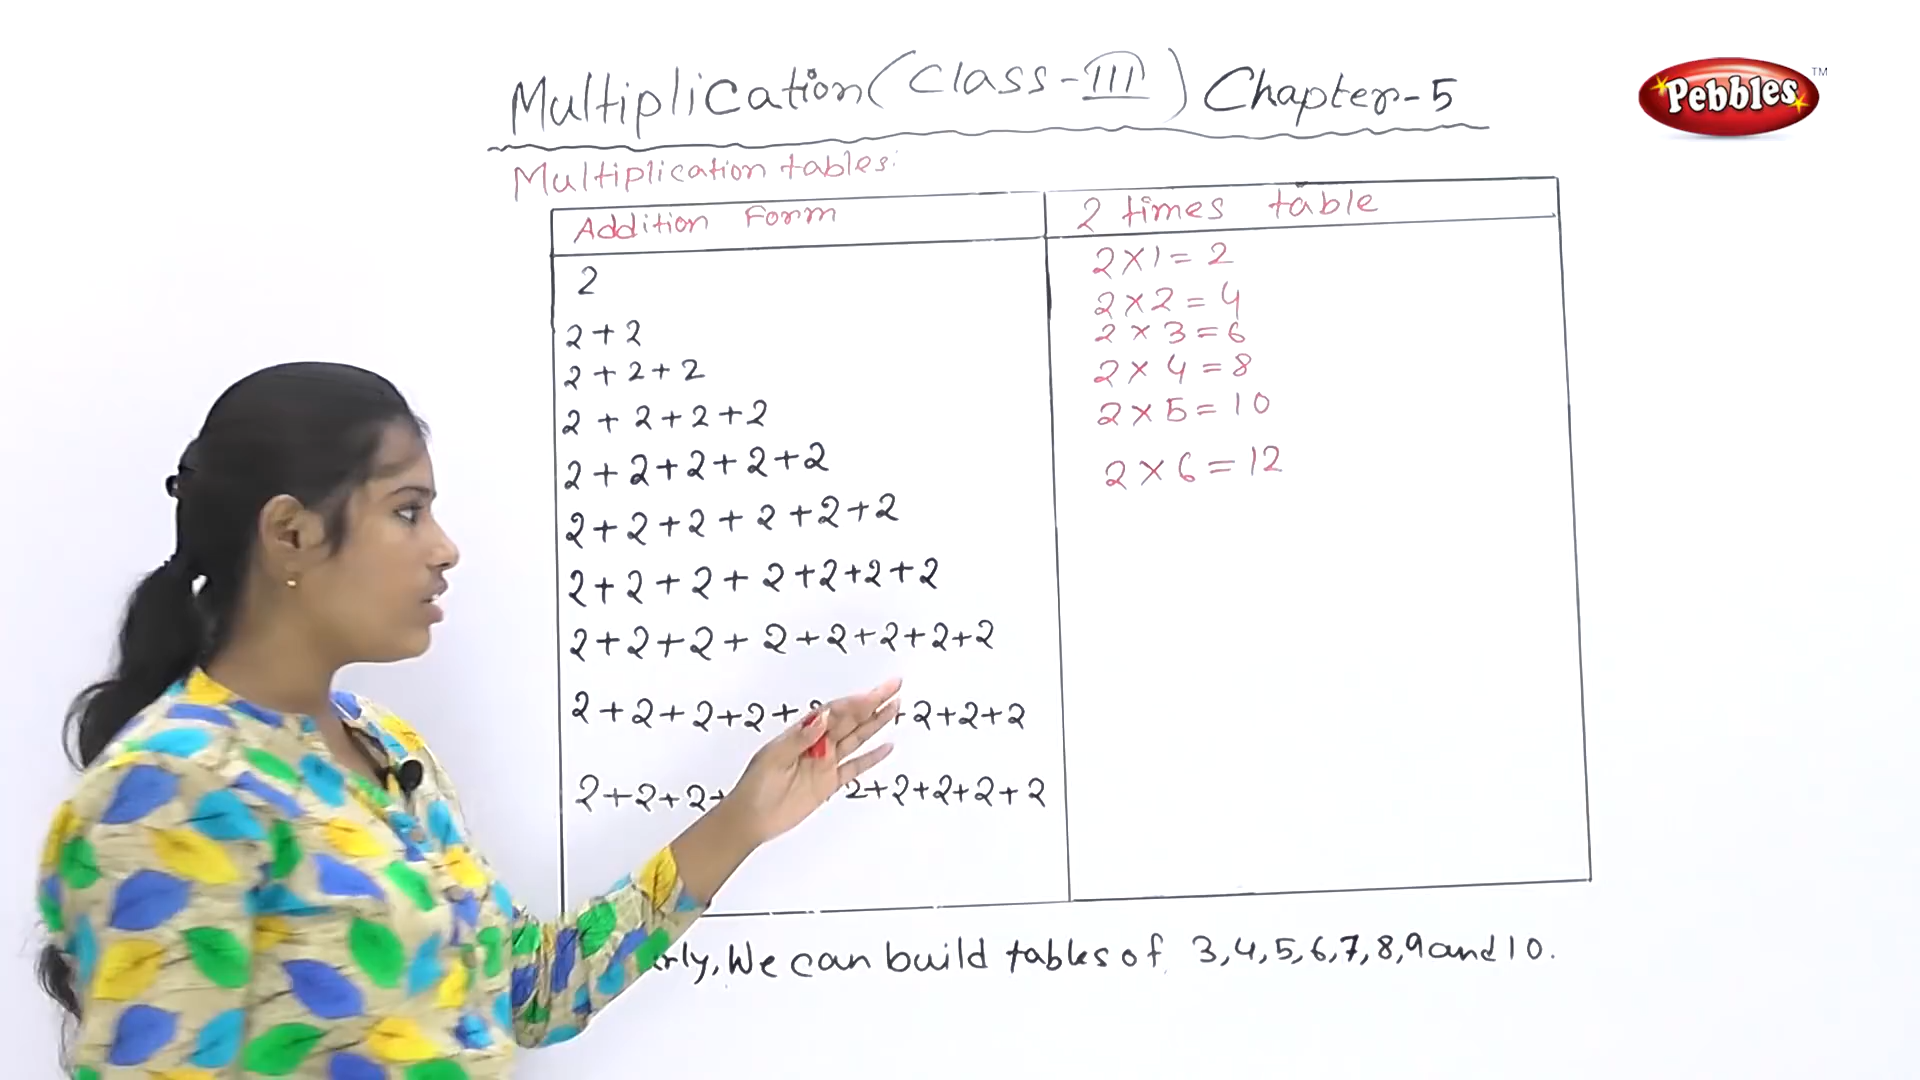 Multiplication (Class-III) Chapter-5
Pebbles™
Multiplication tables:
Addition Form
2 times table
2
2×1=2
2+2
2×2=4
2+2+2
2×3=6
2+2+2+2
2×4=8
2+2+2+2+2
2×5=10
2+2+2+2+2+2
2×6=12
2+2+2+2+2+2+2
2+2+2+2+2+2+2+2
2+2+2+2+ +2+2+2
2+2+2+ 2+2+2+2+2
We can build tables of 3,4,5,6,7,8,9 and 10.